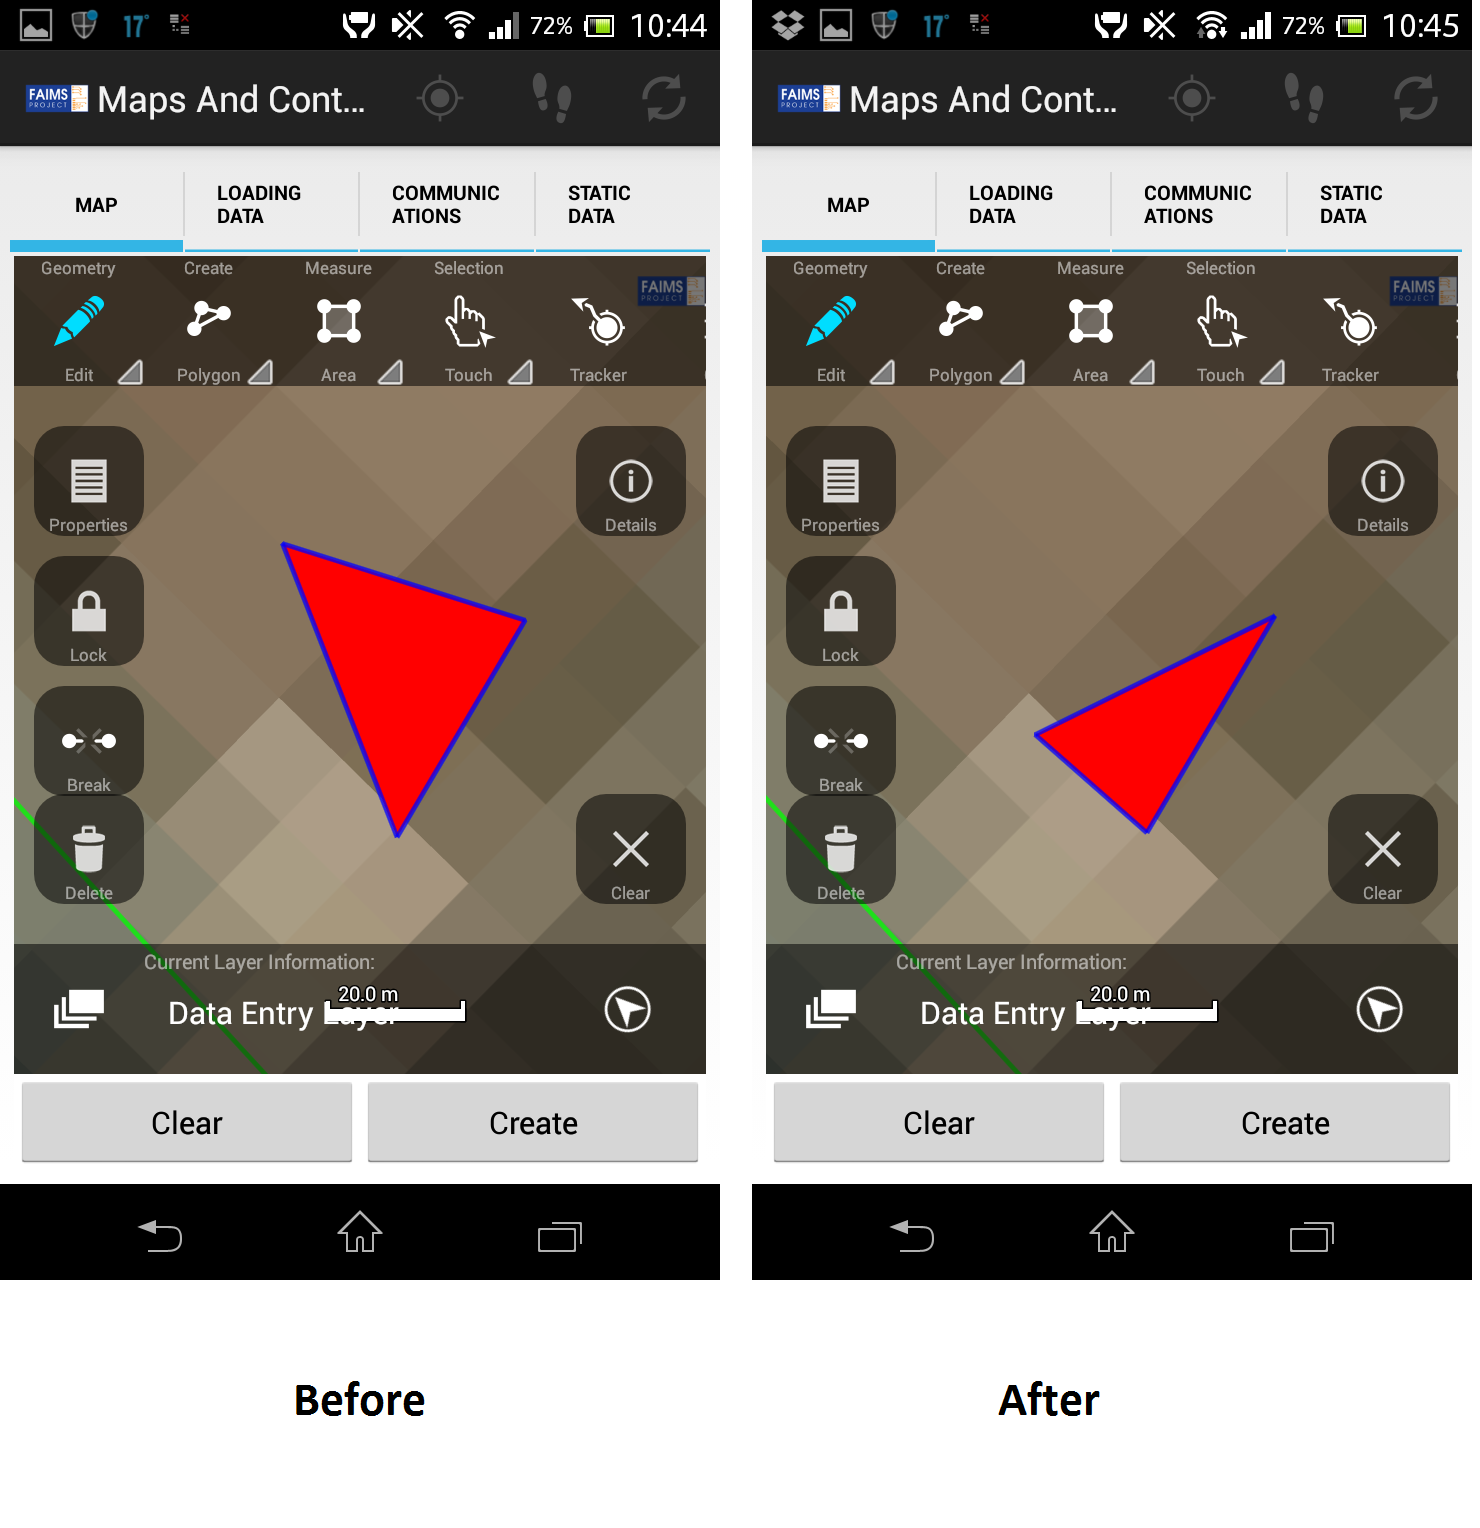 17°
72%
10:44
FAIMS
PROJECT
Maps And Cont...
MAP
LOADING
DATA
COMMUNIC
ATIONS
STATIC
DATA
Geometry
Create
Measure
Selection
FAIMS
PROJECT
Edit
Polygon
Area
Touch
Tracker
Properties
Details
Lock
Break
Delete
Clear
Current Layer Information:
20.0 m
Data Entry Layer
Clear
Create
Before
17°
72%
10:45
FAIMS
PROJECT
Maps And Cont...
MAP
LOADING
DATA
COMMUNIC
ATIONS
STATIC
DATA
Geometry
Create
Measure
Selection
FAIMS
PROJECT
Edit
Polygon
Area
Touch
Tracker
Properties
Details
Lock
Break
Delete
Clear
Current Layer Information:
20.0 m
Data Entry Layer
Clear
Create
After